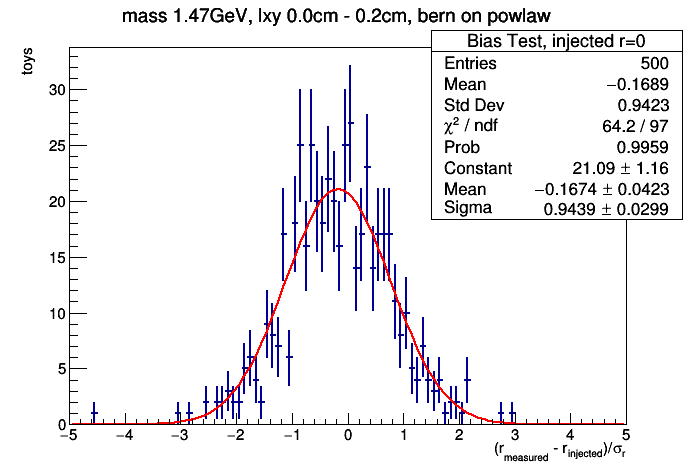 mass 1.47GeV, lxy 0.0cm - 0.2cm, bern on powlaw
toys
Bias Test, injected r=0
Entries 500
Mean −0.1689
Std Dev 0.9423
χ² / ndf 64.2 / 97
Prob 0.9959
Constant 21.09 ± 1.16
Mean −0.1674 ± 0.0423
Sigma 0.9439 ± 0.0299
30
25
20
15
10
5
0
−5 −4 −3 −2 −1 0 1 2 3 4 5
(r_measured - r_injected)/σ_r